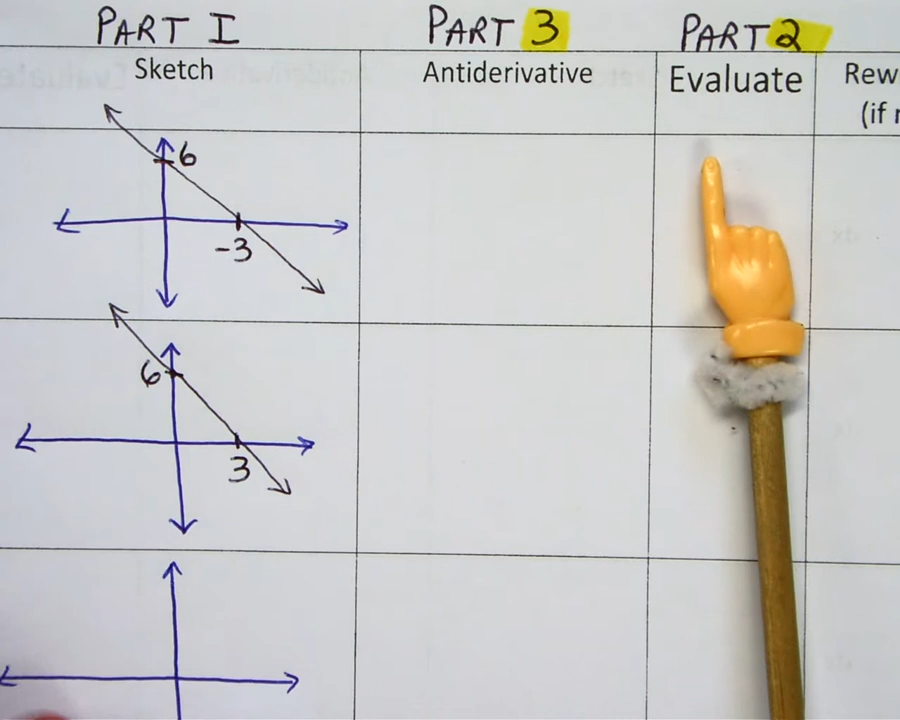 PART I
PART 3
PART 2
Sketch
Antiderivative
Evaluate
Rew
(if
6
-3
6
3